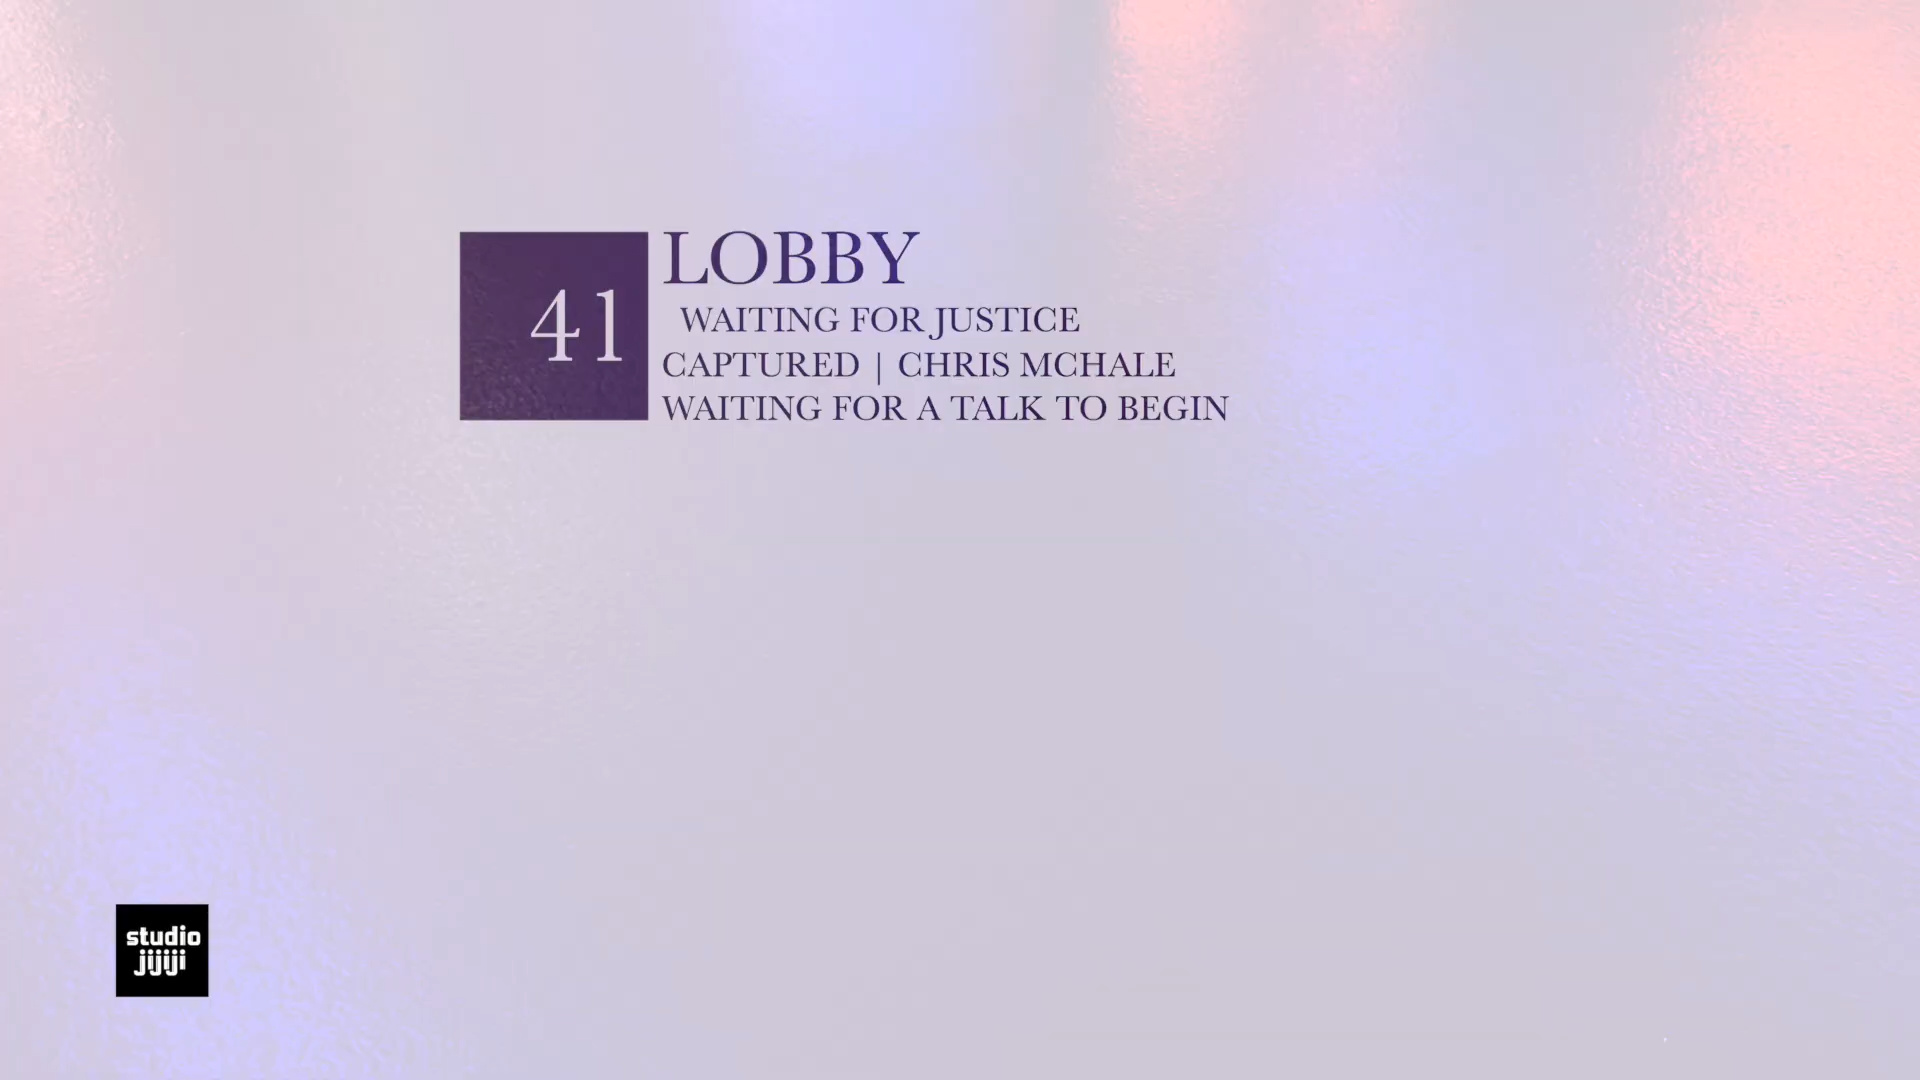 41
LOBBY
WAITING FOR JUSTICE
CAPTURED | CHRIS MCHALE
WAITING FOR A TALK TO BEGIN
studio
jijiji